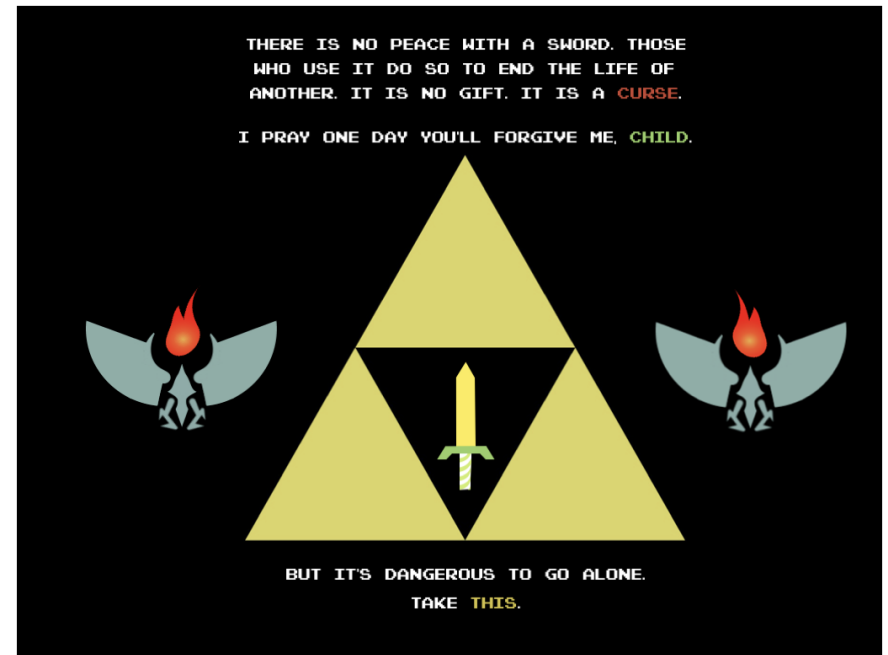 THERE IS NO PEACE WITH A SWORD. THOSE
WHO USE IT DO SO TO END THE LIFE OF
ANOTHER. IT IS NO GIFT. IT IS A CURSE.
I PRAY ONE DAY YOU'LL FORGIVE ME, CHILD.
BUT IT'S DANGEROUS TO GO ALONE.
TAKE THIS.